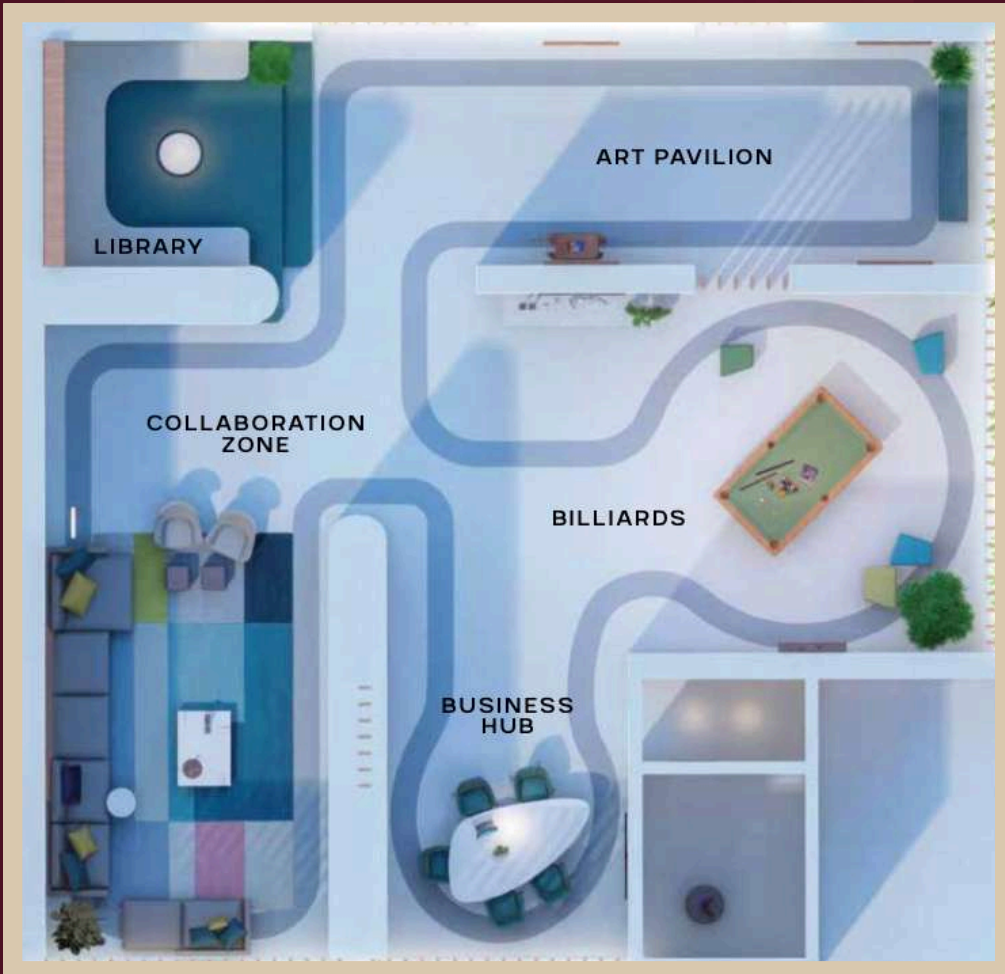 ART PAVILION
LIBRARY
COLLABORATION
ZONE
BILLIARDS
BUSINESS
HUB